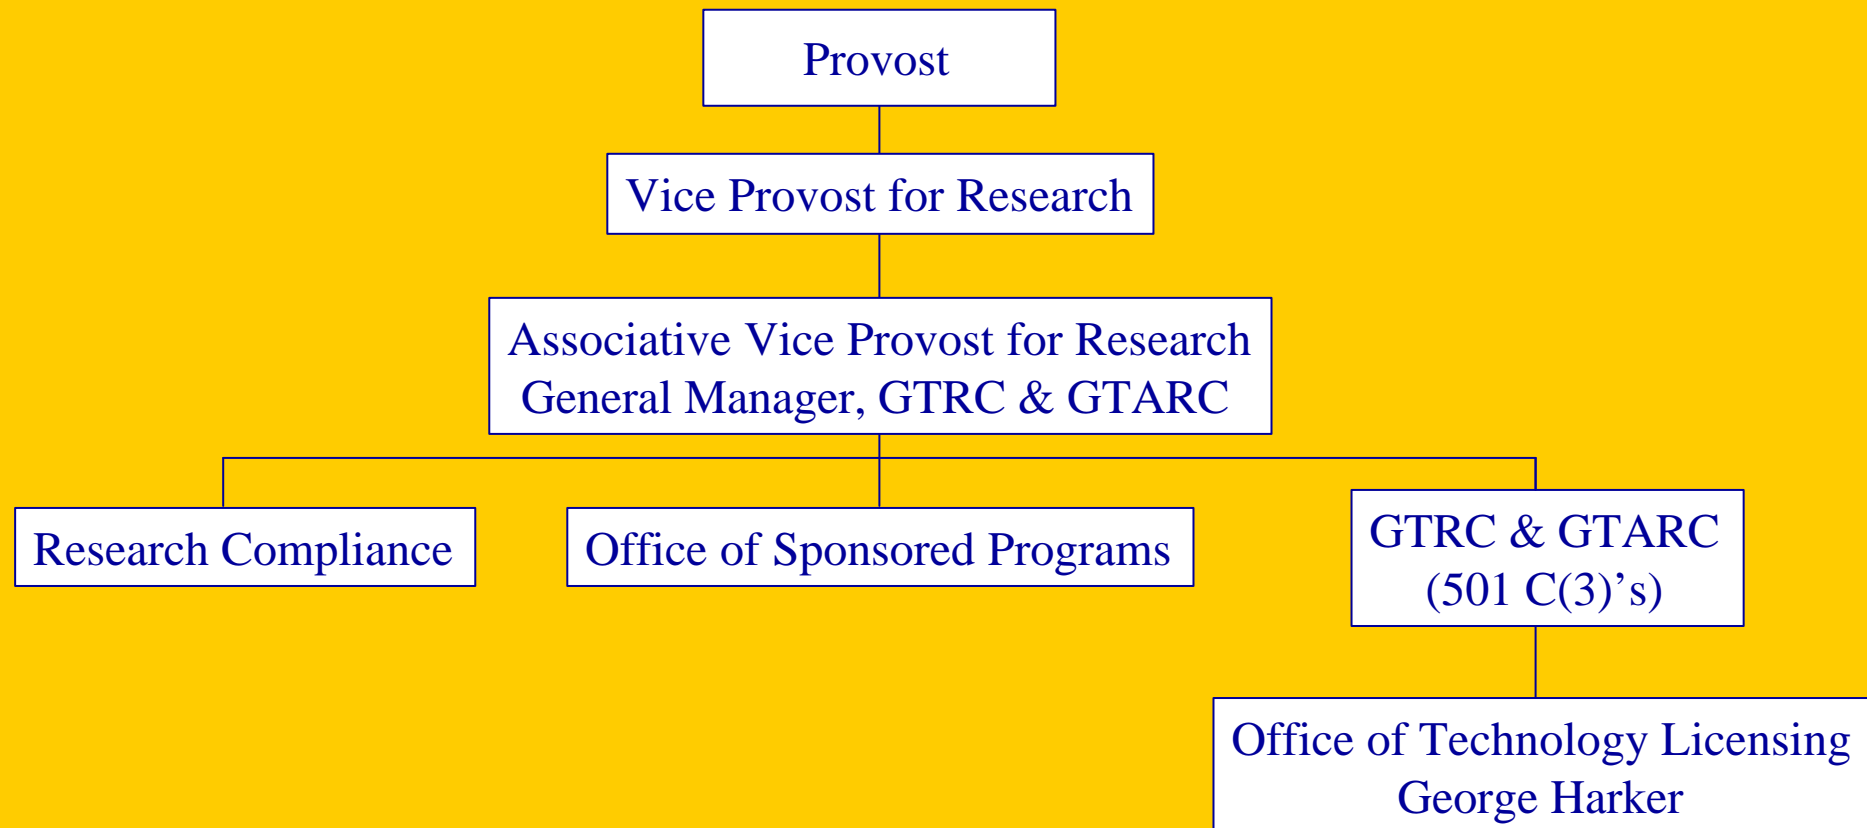 Provost
Vice Provost for Research
Associative Vice Provost for Research
General Manager, GTRC & GTARC
Research Compliance
Office of Sponsored Programs
GTRC & GTARC
(501 C(3)’s)
Office of Technology Licensing
George Harker